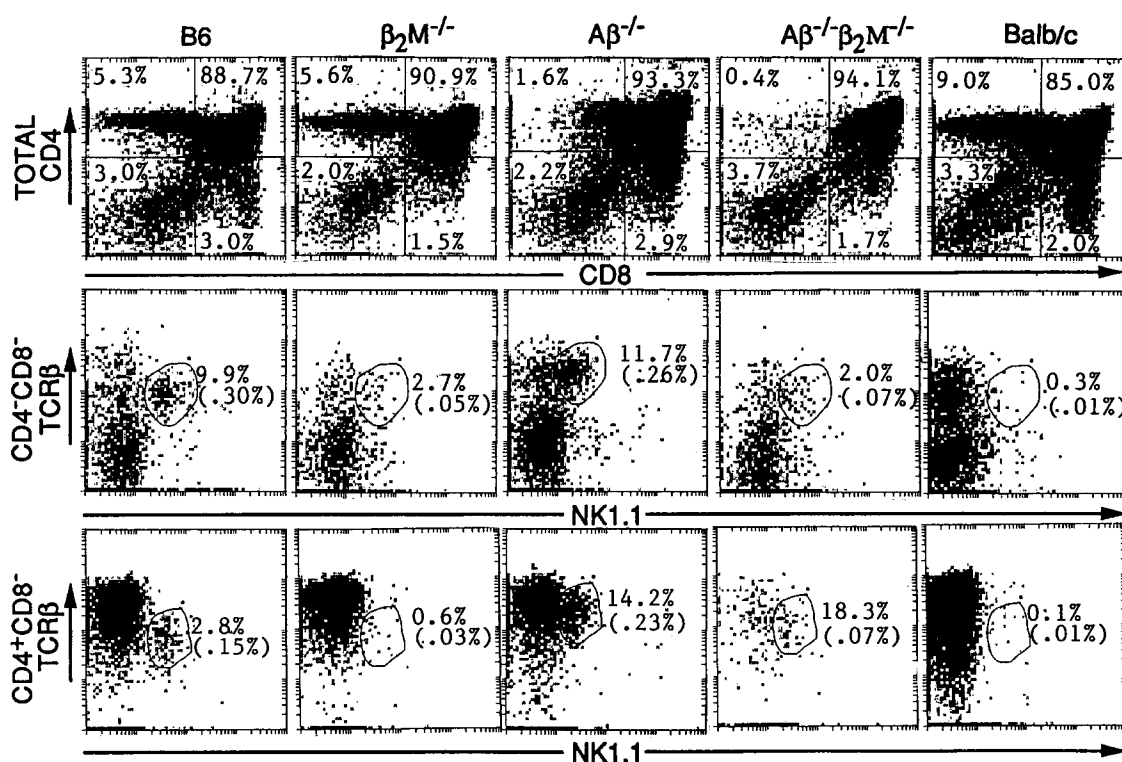 B6 β₂M⁻/⁻ Aβ⁻/⁻ Aβ⁻/⁻β₂M⁻/⁻ Balb/c
TOTAL
CD4
5.3% 88.7% 5.6% 90.9% 1.6% 93.3% 0.4% 94.1% 9.0% 85.0%
3.0% 2.0% 2.2% 3.7% 3.3%
3.0% 1.5% 2.9% 1.7% 2.0%
CD8
CD4⁻CD8⁻
TCRβ
9.9% 2.7% 11.7% 2.0% 0.3%
(.30%) (.05%) (.26%) (.07%) (.01%)
NK1.1
CD4⁺CD8⁻
TCRβ
2.8% 0.6% 14.2% 18.3% 0.1%
(.15%) (.03%) (.23%) (.07%) (.01%)
NK1.1